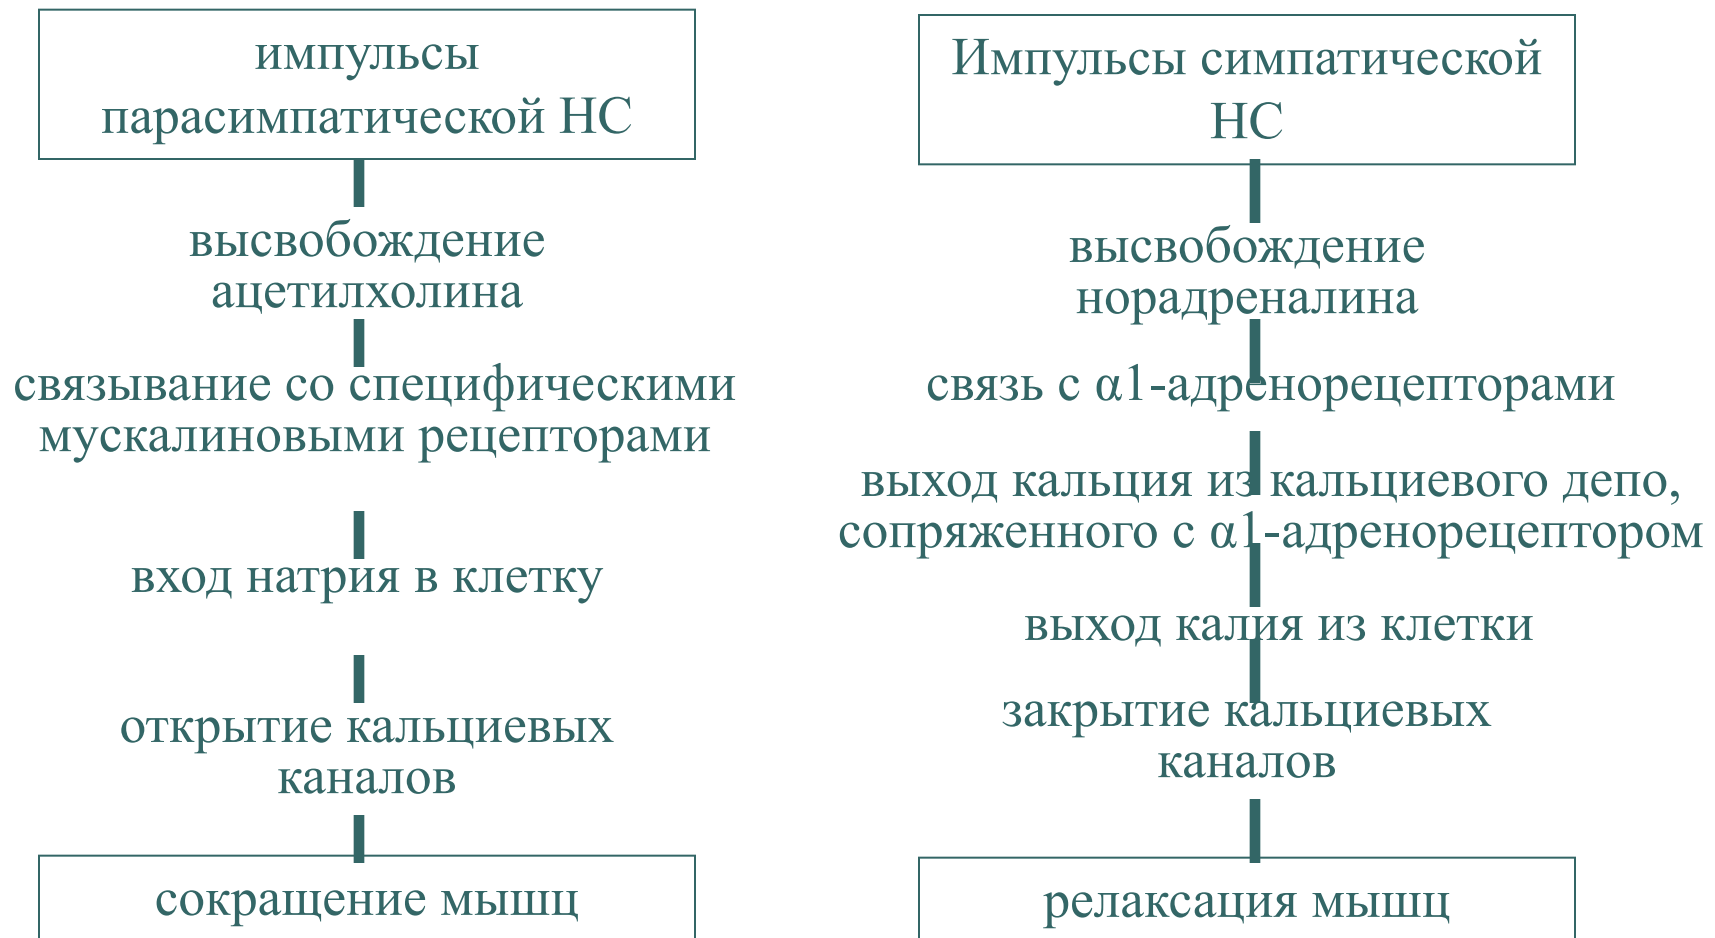 импульсы
парасимпатической НС
высвобождение
ацетилхолина
связывание со специфическими
мускалиновыми рецепторами
вход натрия в клетку
открытие кальциевых
каналов
сокращение мышц
Импульсы симпатической
НС
высвобождение
норадреналина
связь с α1-адренорецепторами
выход кальция из кальциевого депо,
сопряженного с α1-адренорецептором
выход калия из клетки
закрытие кальциевых
каналов
релаксация мышц